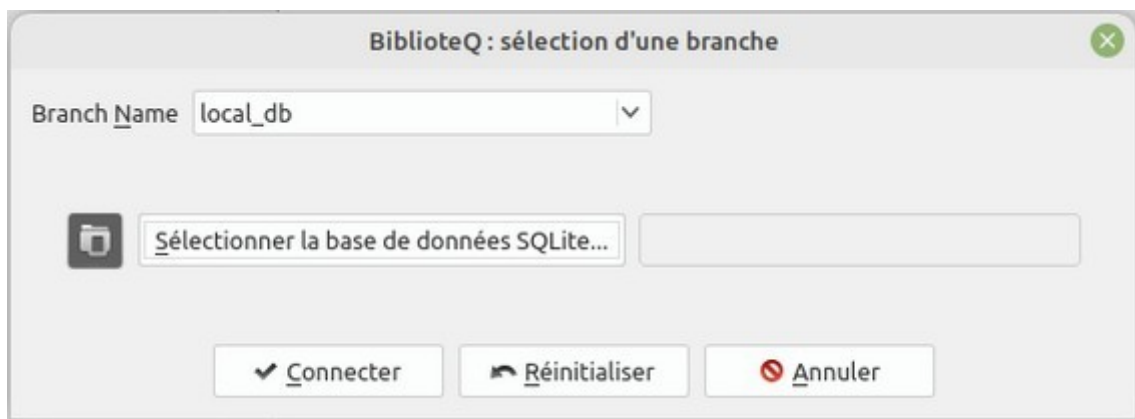 BiblioteQ : sélection d'une branche
Branch Name local_db
Sélectionner la base de données SQLite...
Connecter Réinitialiser Annuler